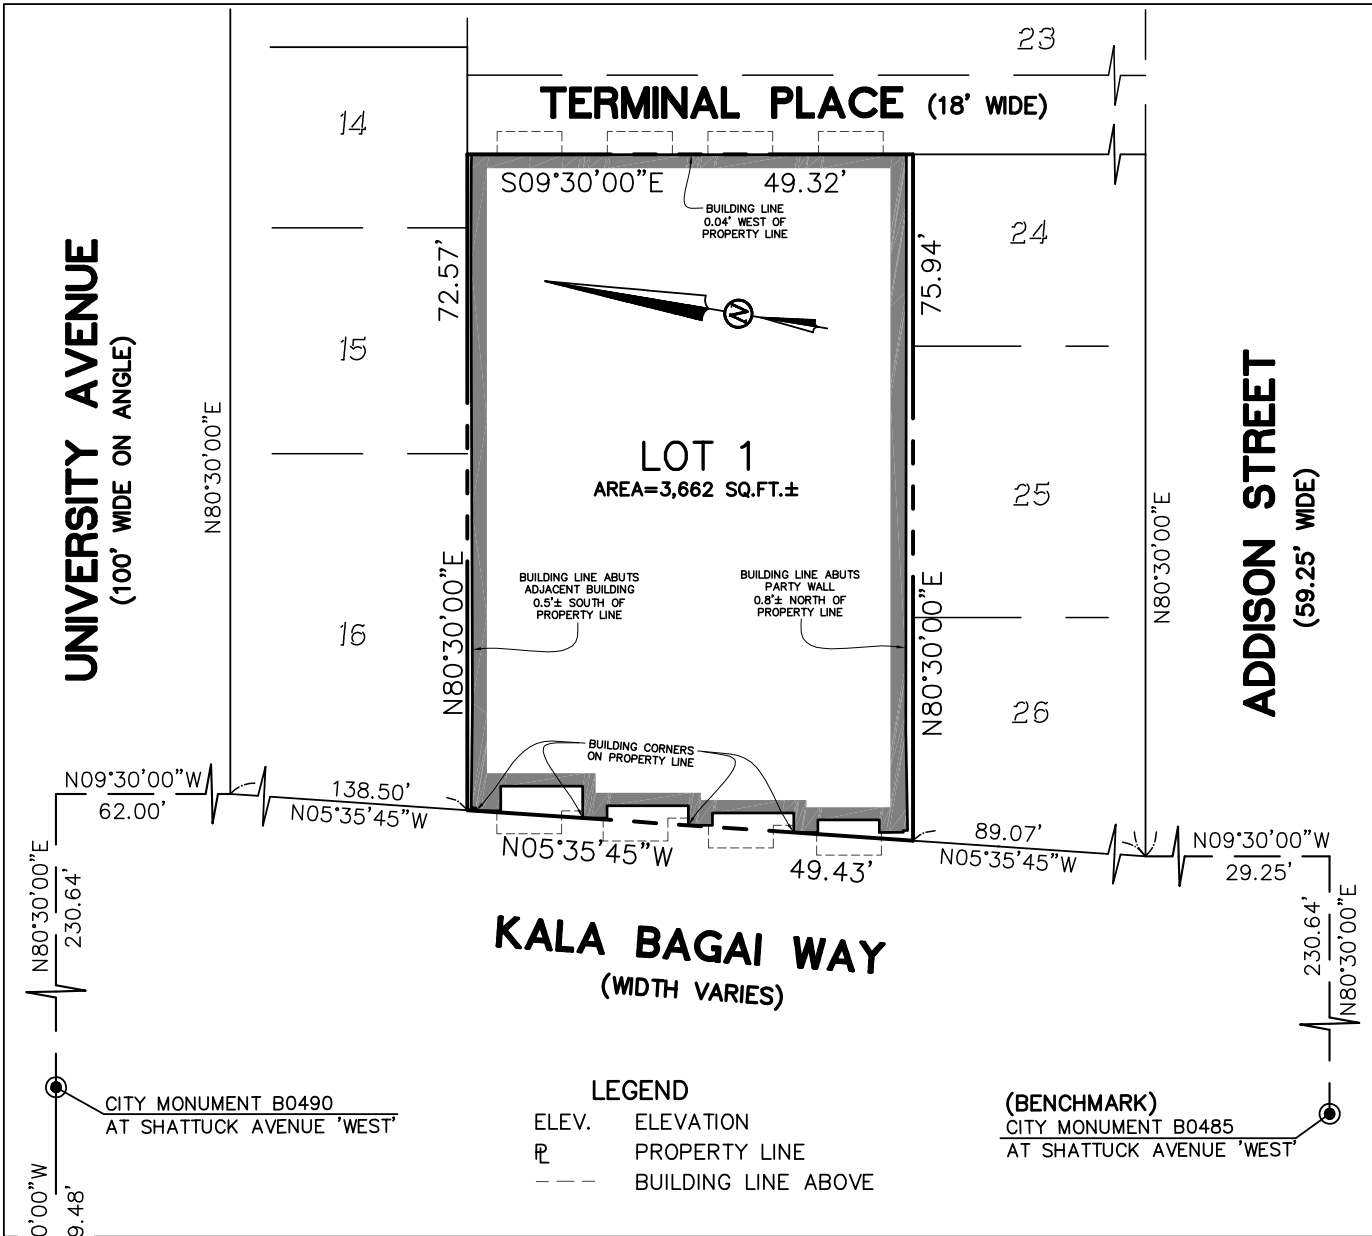 23
TERMINAL PLACE (18' WIDE)
14
S09°30'00"E 49.32'
BUILDING LINE
0.04' WEST OF
PROPERTY LINE
24
72.57'
75.94'
N
UNIVERSITY AVENUE
(100' WIDE ON ANGLE)
15
N80°30'00"E
LOT 1
AREA=3,662 SQ.FT.±
25
N80°30'00"E
ADDISON STREET
(59.25' WIDE)
BUILDING LINE ABUTS
ADJACENT BUILDING
0.5'± SOUTH OF
PROPERTY LINE
BUILDING LINE ABUTS
PARTY WALL
0.8'± NORTH OF
PROPERTY LINE
16
N80°30'00"E
N80°30'00"E
26
BUILDING CORNERS
ON PROPERTY LINE
N09°30'00"W
62.00'
138.50'
N05°35'45"W
N05°35'45"W
49.43'
89.07'
N05°35'45"W
N09°30'00"W
29.25'
N80°30'00"E
230.64'
230.64'
N80°30'00"E
KALA BAGAI WAY
(WIDTH VARIES)
CITY MONUMENT B0490
AT SHATTUCK AVENUE 'WEST'
LEGEND
ELEV. ELEVATION
PL PROPERTY LINE
BUILDING LINE ABOVE
(BENCHMARK)
CITY MONUMENT B0485
AT SHATTUCK AVENUE 'WEST'
0'00"W
9.48'